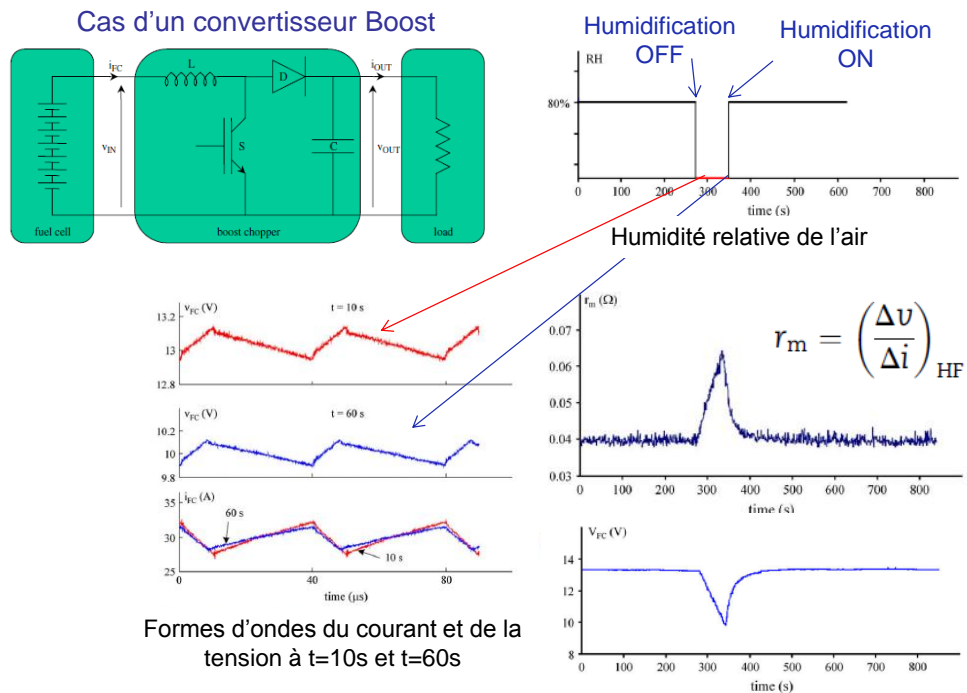 Cas d'un convertisseur Boost
i_FC
L
D
i_OUT
v_IN
S
C
v_OUT
fuel cell
boost chopper
load
Humidification
OFF
Humidification
ON
RH
80%
0 100 200 300 400 500 600 700 800
time (s)
Humidité relative de l'air
v_FC (V)
t = 10 s
13.2
13
12.8
v_FC (V)
t = 60 s
10.2
10
9.8
i_FC (A)
35
30
25
60 s
10 s
0 40 80
time (µs)
Formes d'ondes du courant et de la
tension à t=10s et t=60s
r_m (Ω)
0.07
0.06
0.05
0.04
0.03
r_m = (Δv/Δi)_HF
0 100 200 300 400 500 600 700 800
time (s)
V_FC (V)
14
12
10
8
0 100 200 300 400 500 600 700 800
time (s)